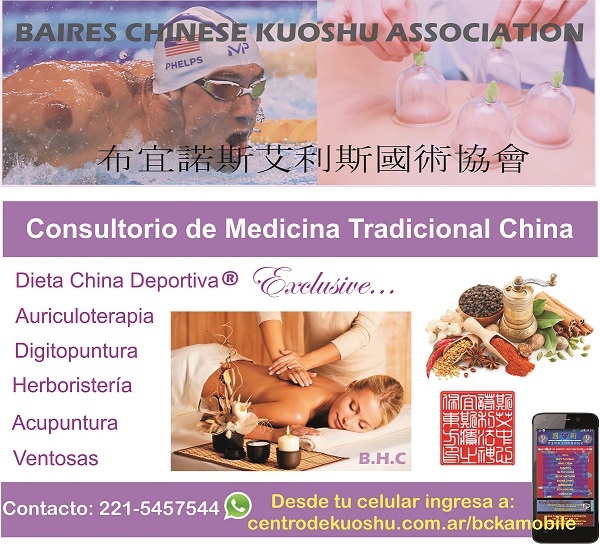 BAIRES CHINESE KUOSHU ASSOCIATION
MP
PHELPS
布宜諾斯艾利斯國術協會
Consultorio de Medicina Tradicional China
Dieta China Deportiva®
Exclusive...
Auriculoterapia
Digitopuntura
Herboristería
Acupuntura
Ventosas
B.H.C
Contacto: 221-5457544
Desde tu celular ingresa a:
centrodekuoshu.com.ar/bckamobile